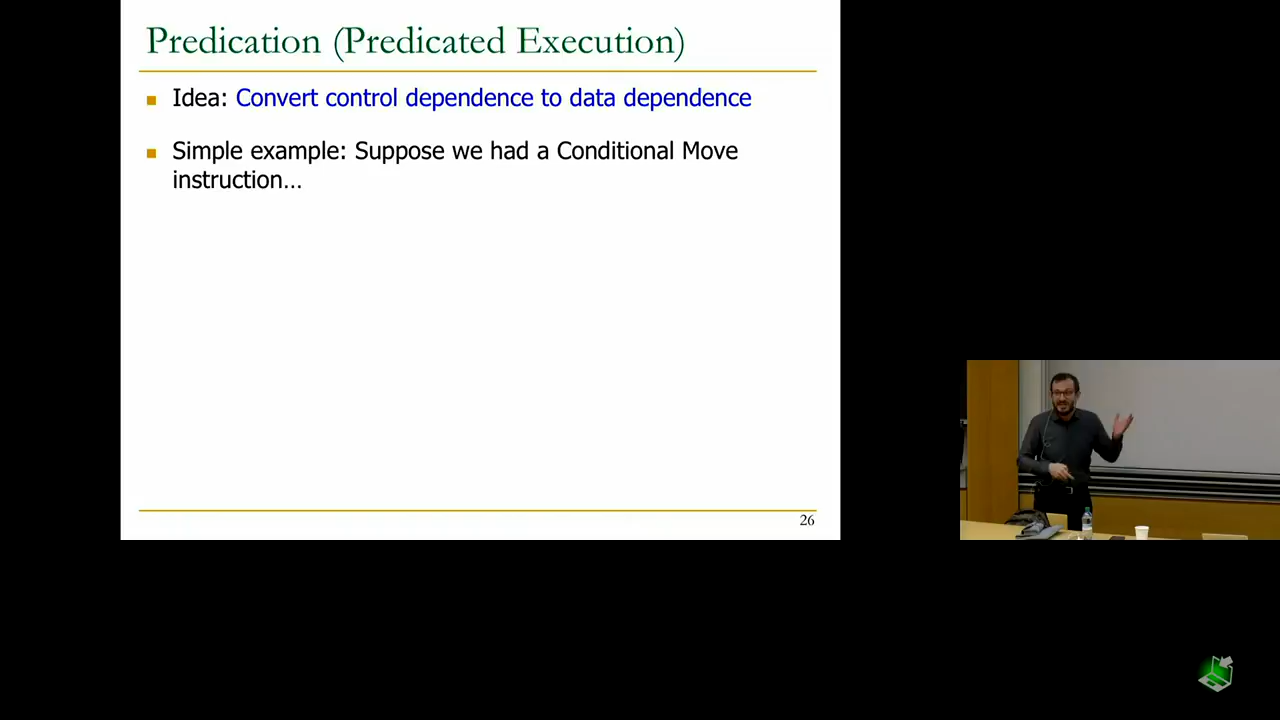 Predication (Predicated Execution)
Idea: Convert control dependence to data dependence
Simple example: Suppose we had a Conditional Move
instruction…
26